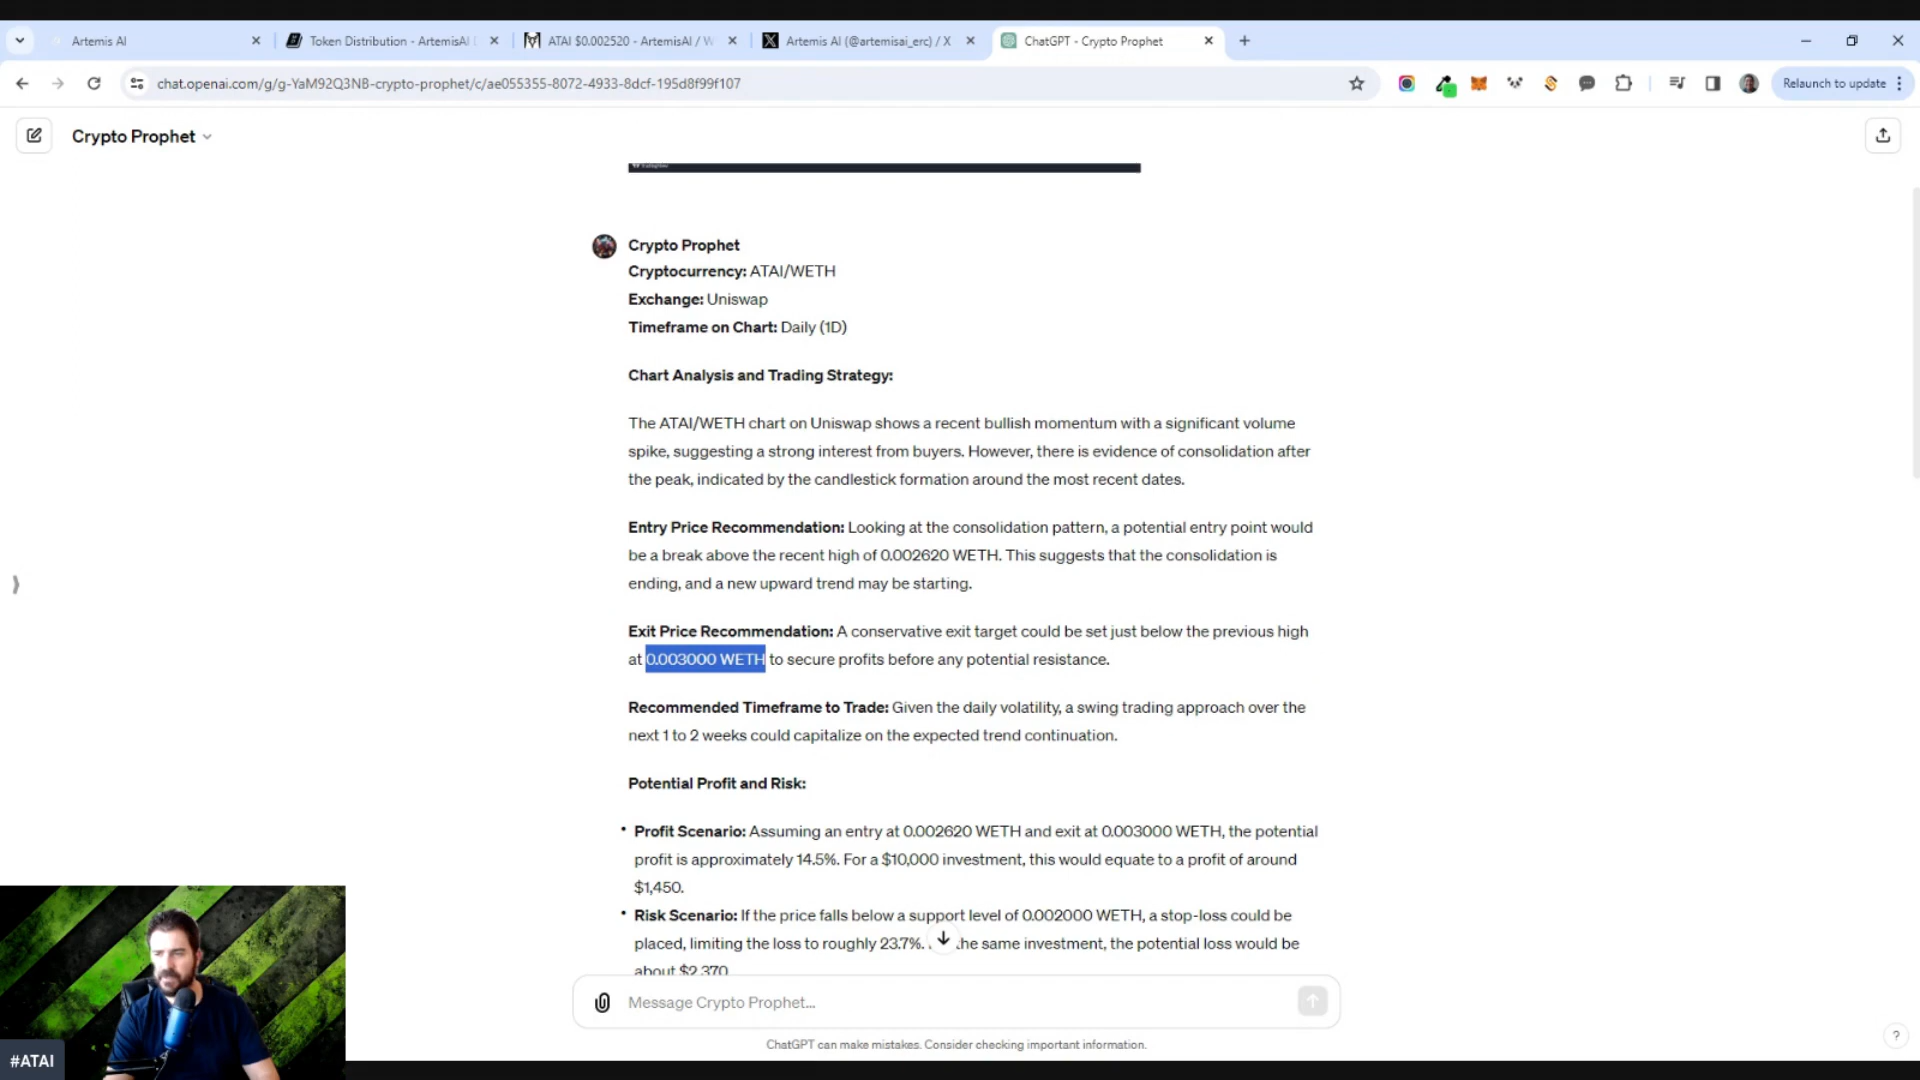 Artemis AI
Token Distribution - ArtemisAI
ATAI $0.002520 - ArtemisAI / W
Artemis AI (@artemisai_erc) / X
ChatGPT - Crypto Prophet
chat.openai.com/g/g-YaM92Q3NB-crypto-prophet/c/ae055355-8072-4933-8dcf-195d8f99f107
Relaunch to update
Crypto Prophet
Crypto Prophet
Cryptocurrency: ATAI/WETH
Exchange: Uniswap
Timeframe on Chart: Daily (1D)
Chart Analysis and Trading Strategy:
The ATAI/WETH chart on Uniswap shows a recent bullish momentum with a significant volume
spike, suggesting a strong interest from buyers. However, there is evidence of consolidation after
the peak, indicated by the candlestick formation around the most recent dates.
Entry Price Recommendation: Looking at the consolidation pattern, a potential entry point would
be a break above the recent high of 0.002620 WETH. This suggests that the consolidation is
ending, and a new upward trend may be starting.
Exit Price Recommendation: A conservative exit target could be set just below the previous high
at 0.003000 WETH to secure profits before any potential resistance.
Recommended Timeframe to Trade: Given the daily volatility, a swing trading approach over the
next 1 to 2 weeks could capitalize on the expected trend continuation.
Potential Profit and Risk:
• Profit Scenario: Assuming an entry at 0.002620 WETH and exit at 0.003000 WETH, the potential
profit is approximately 14.5%. For a $10,000 investment, this would equate to a profit of around
$1,450.
• Risk Scenario: If the price falls below a support level of 0.002000 WETH, a stop-loss could be
placed, limiting the loss to roughly 23.7%. the same investment, the potential loss would be
about $2,370
Message Crypto Prophet...
ChatGPT can make mistakes. Consider checking important information.
?
#ATAI